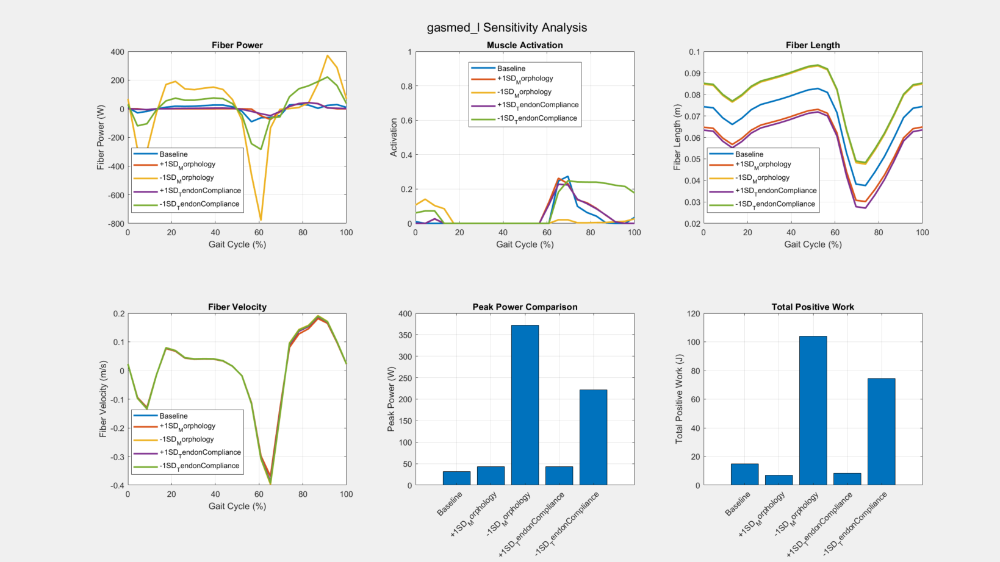 gasmed_l Sensitivity Analysis
Fiber Power
400
200
0
-200
-400
-600
-800
Fiber Power (W)
0 20 40 60 80 100
Gait Cycle (%)
Baseline
+1SD_Morphology
-1SD_Morphology
+1SD_TendonCompliance
-1SD_TendonCompliance
Muscle Activation
1
0.8
0.6
0.4
0.2
0
Activation
0 20 40 60 80 100
Gait Cycle (%)
Baseline
+1SD_Morphology
-1SD_Morphology
+1SD_TendonCompliance
-1SD_TendonCompliance
Fiber Length
0.1
0.09
0.08
0.07
0.06
0.05
0.04
0.03
0.02
Fiber Length (m)
0 20 40 60 80 100
Gait Cycle (%)
Baseline
+1SD_Morphology
-1SD_Morphology
+1SD_TendonCompliance
-1SD_TendonCompliance
Fiber Velocity
0.2
0.1
0
-0.1
-0.2
-0.3
-0.4
Fiber Velocity (m/s)
0 20 40 60 80 100
Gait Cycle (%)
Baseline
+1SD_Morphology
-1SD_Morphology
+1SD_TendonCompliance
-1SD_TendonCompliance
Peak Power Comparison
400
350
300
250
200
150
100
50
0
Peak Power (W)
Baseline
+1SD_Morphology
-1SD_Morphology
+1SD_TendonCompliance
-1SD_TendonCompliance
Total Positive Work
120
100
80
60
40
20
0
Total Positive Work (J)
Baseline
+1SD_Morphology
-1SD_Morphology
+1SD_TendonCompliance
-1SD_TendonCompliance